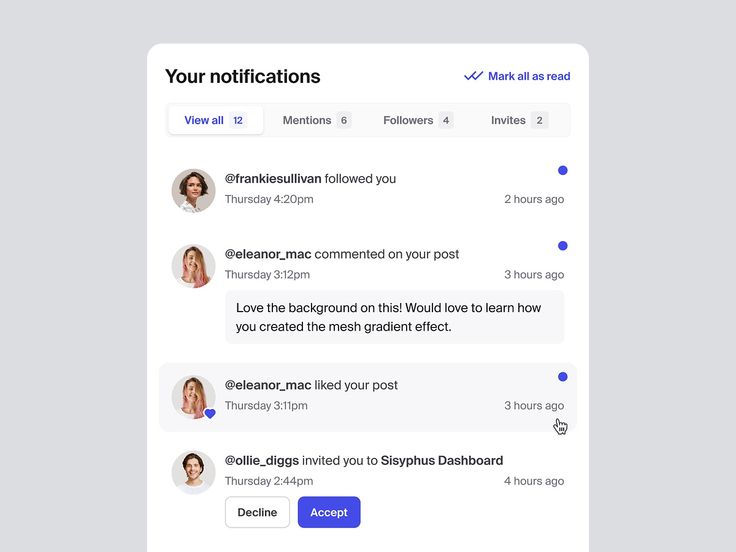 Your notifications
Mark all as read
View all 12
Mentions 6
Followers 4
Invites 2
@frankiesullivan followed you
Thursday 4:20pm
2 hours ago
@eleanor_mac commented on your post
Thursday 3:12pm
3 hours ago
Love the background on this! Would love to learn how
you created the mesh gradient effect.
@eleanor_mac liked your post
Thursday 3:11pm
3 hours ago
@ollie_diggs invited you to Sisyphus Dashboard
Thursday 2:44pm
4 hours ago
Decline
Accept